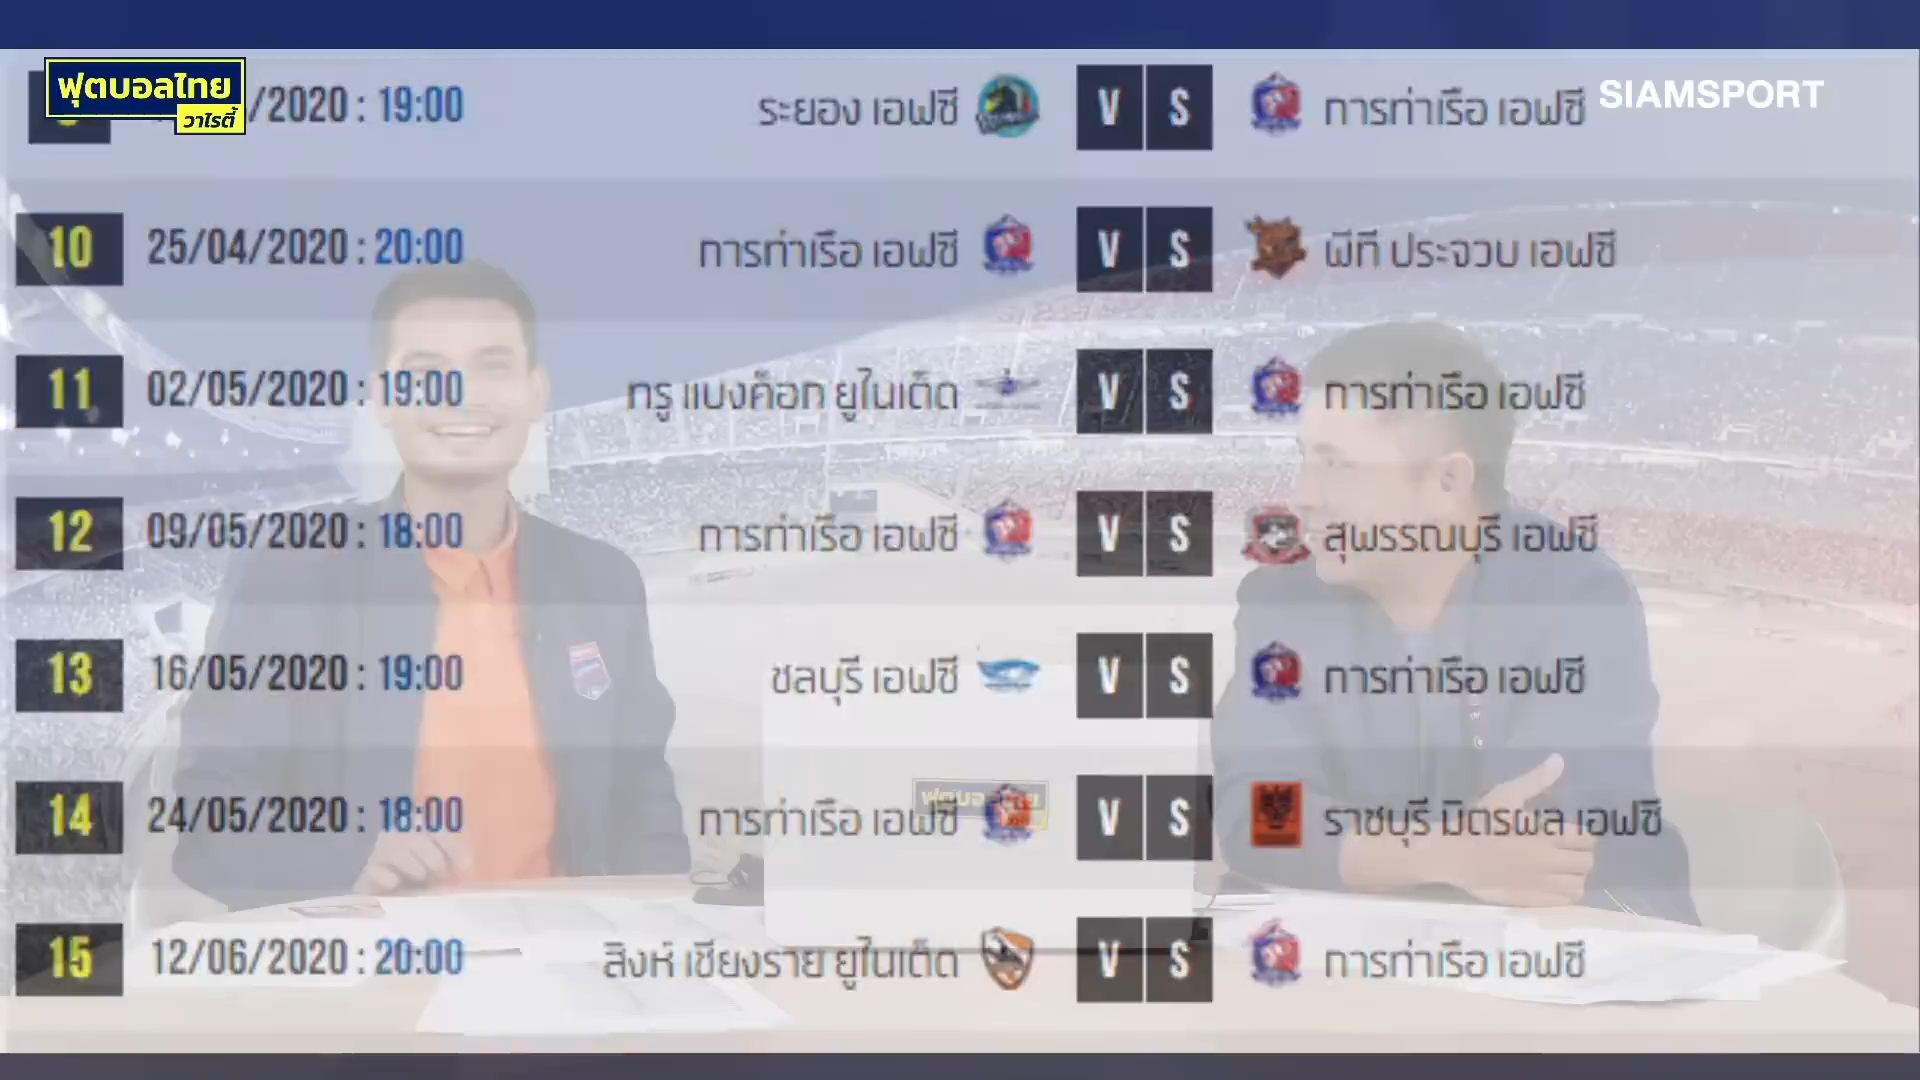 ฟุตบอลไทย
วาไรตี้
SIAMSPORT
/2020 : 19:00 ระยอง เอฟซี V S การท่าเรือ เอฟซี
10 25/04/2020 : 20:00 การท่าเรือ เอฟซี V S พีที ประจวบ เอฟซี
11 02/05/2020 : 19:00 ทรู แบงค็อก ยูไนเต็ด V S การท่าเรือ เอฟซี
12 09/05/2020 : 18:00 การท่าเรือ เอฟซี V S สุพรรณบุรี เอฟซี
13 16/05/2020 : 19:00 ชลบุรี เอฟซี V S การท่าเรือ เอฟซี
14 24/05/2020 : 18:00 การท่าเรือ เอฟซี V S ราชบุรี มิตรผล เอฟซี
15 12/06/2020 : 20:00 สิงห์ เชียงราย ยูไนเต็ด V S การท่าเรือ เอฟซี